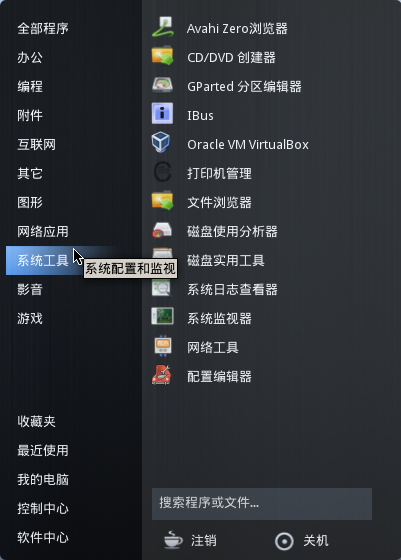 全部程序
办公
编程
附件
互联网
其它
图形
网络应用
系统工具
影音
游戏
收藏夹
最近使用
我的电脑
控制中心
软件中心
系统配置和监视
Avahi Zero浏览器
CD/DVD 创建器
GParted 分区编辑器
IBus
Oracle VM VirtualBox
打印机管理
文件浏览器
磁盘使用分析器
磁盘实用工具
系统日志查看器
系统监视器
网络工具
配置编辑器
搜索程序或文件...
注销
关机